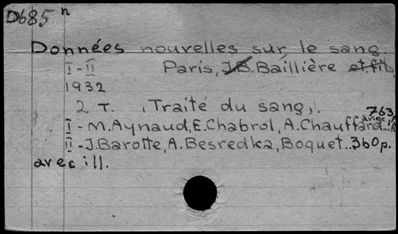 D685 n
Données nouvelles sur le sang.
I-II Paris, J.B. Baillière et fils,
1932
2 T. (Traité du sang).
I - M. Aynaud, E. Chabrol, A. Chauffard... 763
II - J. Barotte, A. Besredka, Boquet... 360p.
avec ill.